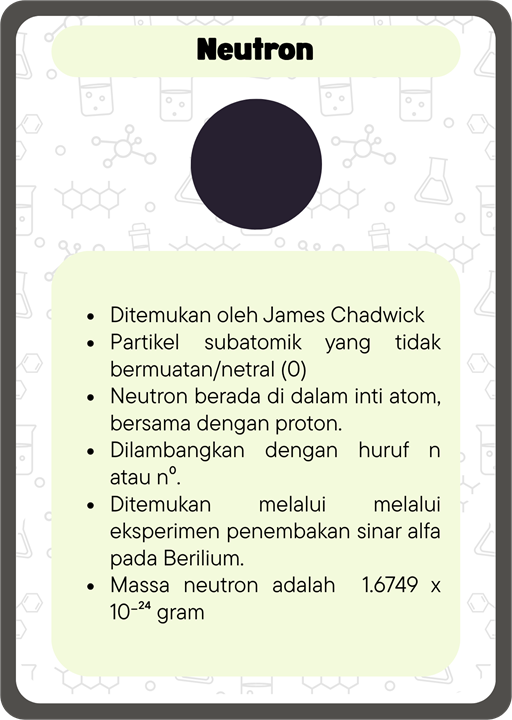 Neutron
• Ditemukan oleh James Chadwick
• Partikel subatomik yang tidak
bermuatan/netral (0)
• Neutron berada di dalam inti atom,
bersama dengan proton.
• Dilambangkan dengan huruf n
atau n⁰.
• Ditemukan melalui melalui
eksperimen penembakan sinar alfa
pada Berilium.
• Massa neutron adalah 1.6749 x
10⁻²⁴ gram